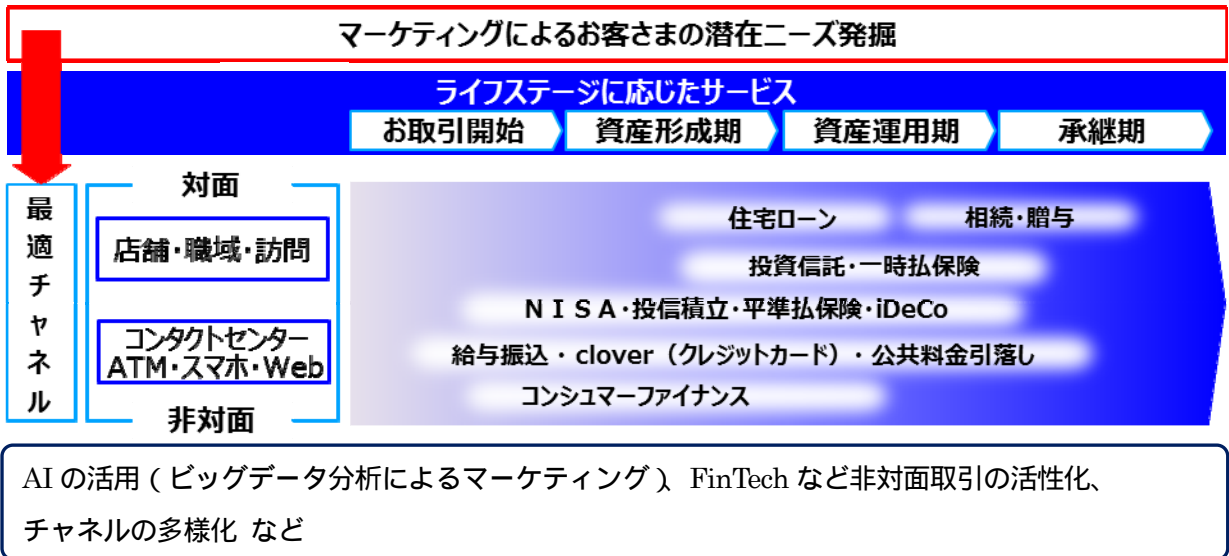 マーケティングによるお客さまの潜在ニーズ発掘
ライフステージに応じたサービス
お取引開始 資産形成期 資産運用期 承継期
最適チャネル
対面
店舗・職域・訪問
コンタクトセンター
ATM・スマホ・Web
非対面
住宅ローン 相続・贈与
投資信託・一時払保険
ＮＩＳＡ・投信積立・平準払保険・iDeCo
給与振込・clover（クレジットカード）・公共料金引落し
コンシュマーファイナンス
AI の活用（ビッグデータ分析によるマーケティング）、FinTech など非対面取引の活性化、
チャネルの多様化 など